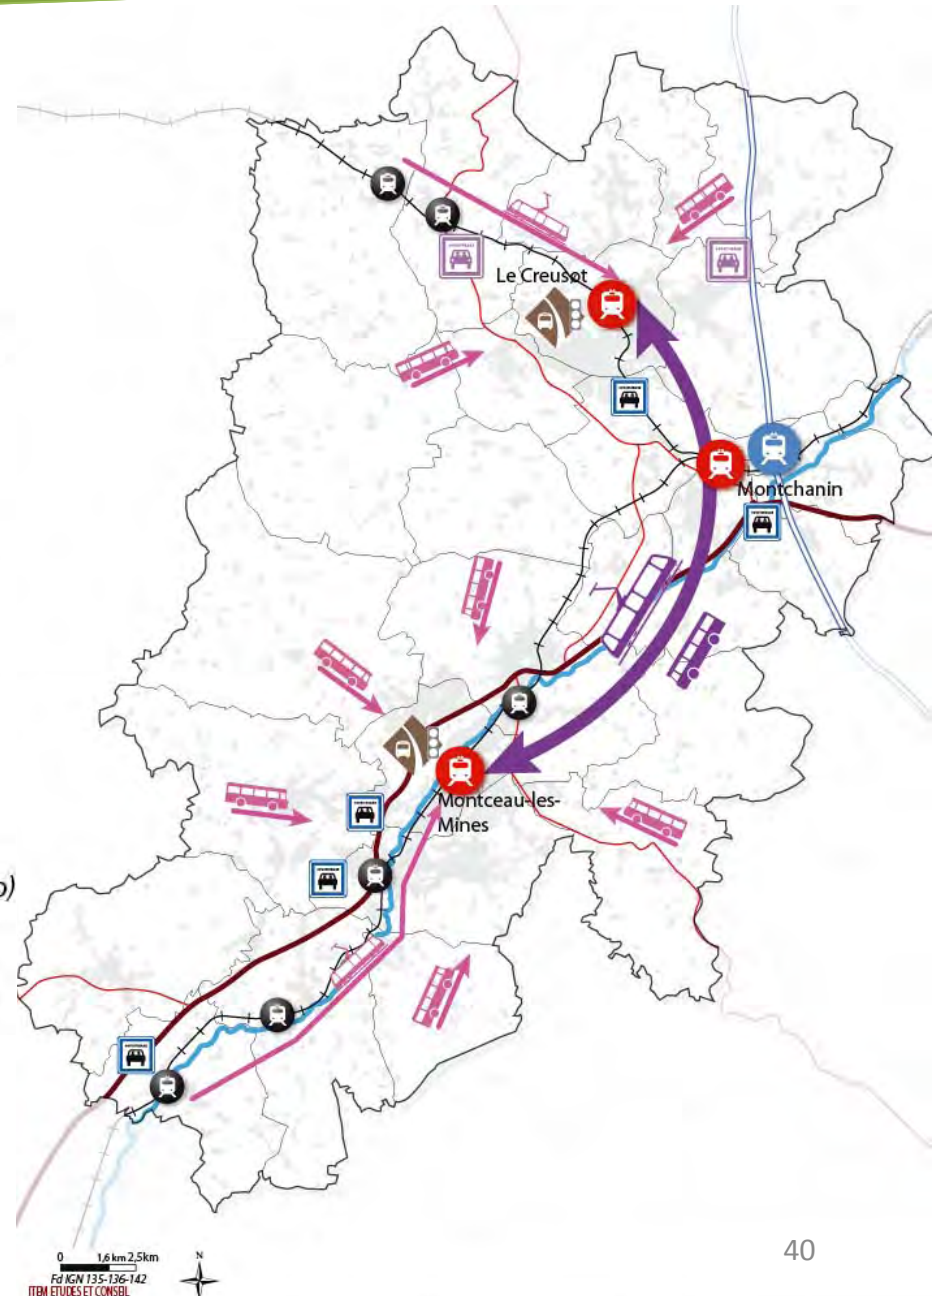 Le Creusot
Montchanin
Montceau-les-
Mines
o)
40
0 1,6 km 2,5km
N
Fd IGN 135-136-142
ITEM ETUDES ET CONSEIL